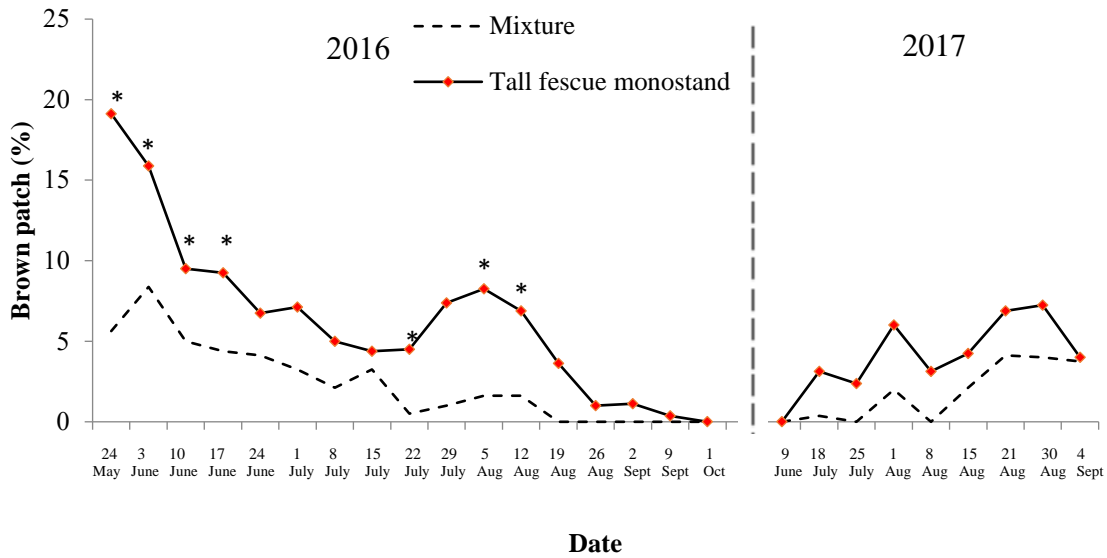 25
20
15
10
5
0
Brown patch (%)
2016
2017
Mixture
Tall fescue monostand
* * * * * * *
24 3 10 17 24 1 8 15 22 29 5 12 19 26 2 9 1
May June June June June July July July July July Aug Aug Aug Aug Sept Sept Oct
9 18 25 1 8 15 21 30 4
June July July Aug Aug Aug Aug Aug Sept
Date